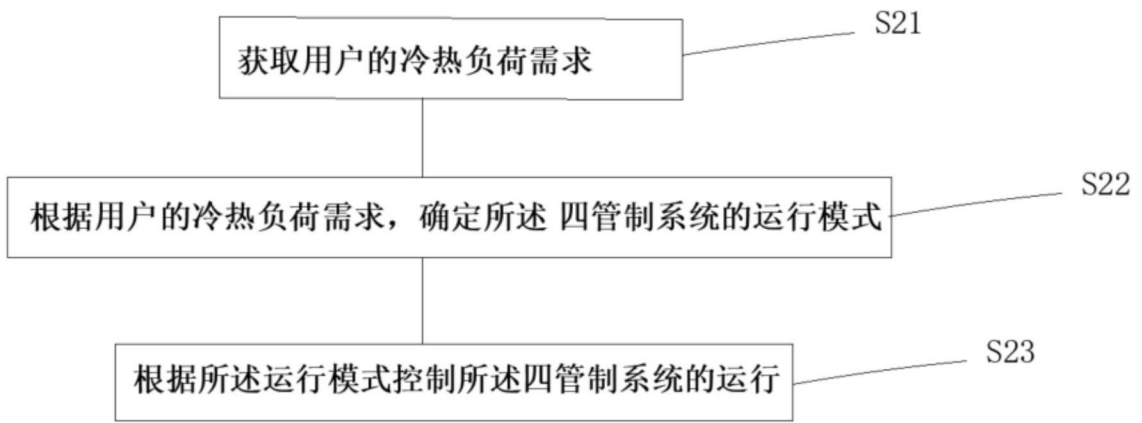 S21
获取用户的冷热负荷需求
S22
根据用户的冷热负荷需求，确定所述 四管制系统的运行模式
S23
根据所述运行模式控制所述四管制系统的运行